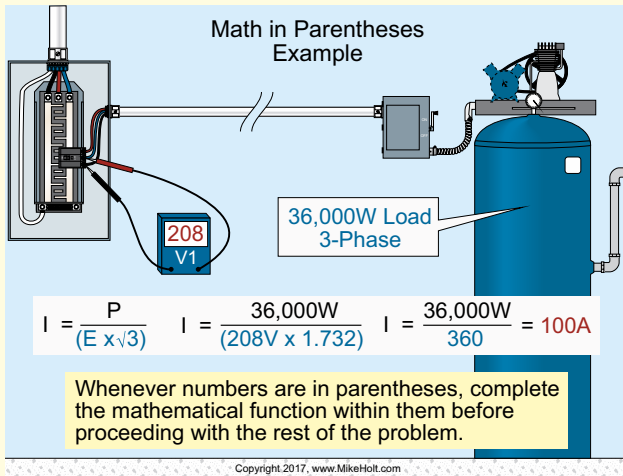 Math in Parentheses
Example
208
V1
36,000W Load
3-Phase
I = P / (E x √3) I = 36,000W / (208V x 1.732) I = 36,000W / 360 = 100A
Whenever numbers are in parentheses, complete
the mathematical function within them before
proceeding with the rest of the problem.
Copyright 2017, www.MikeHolt.com